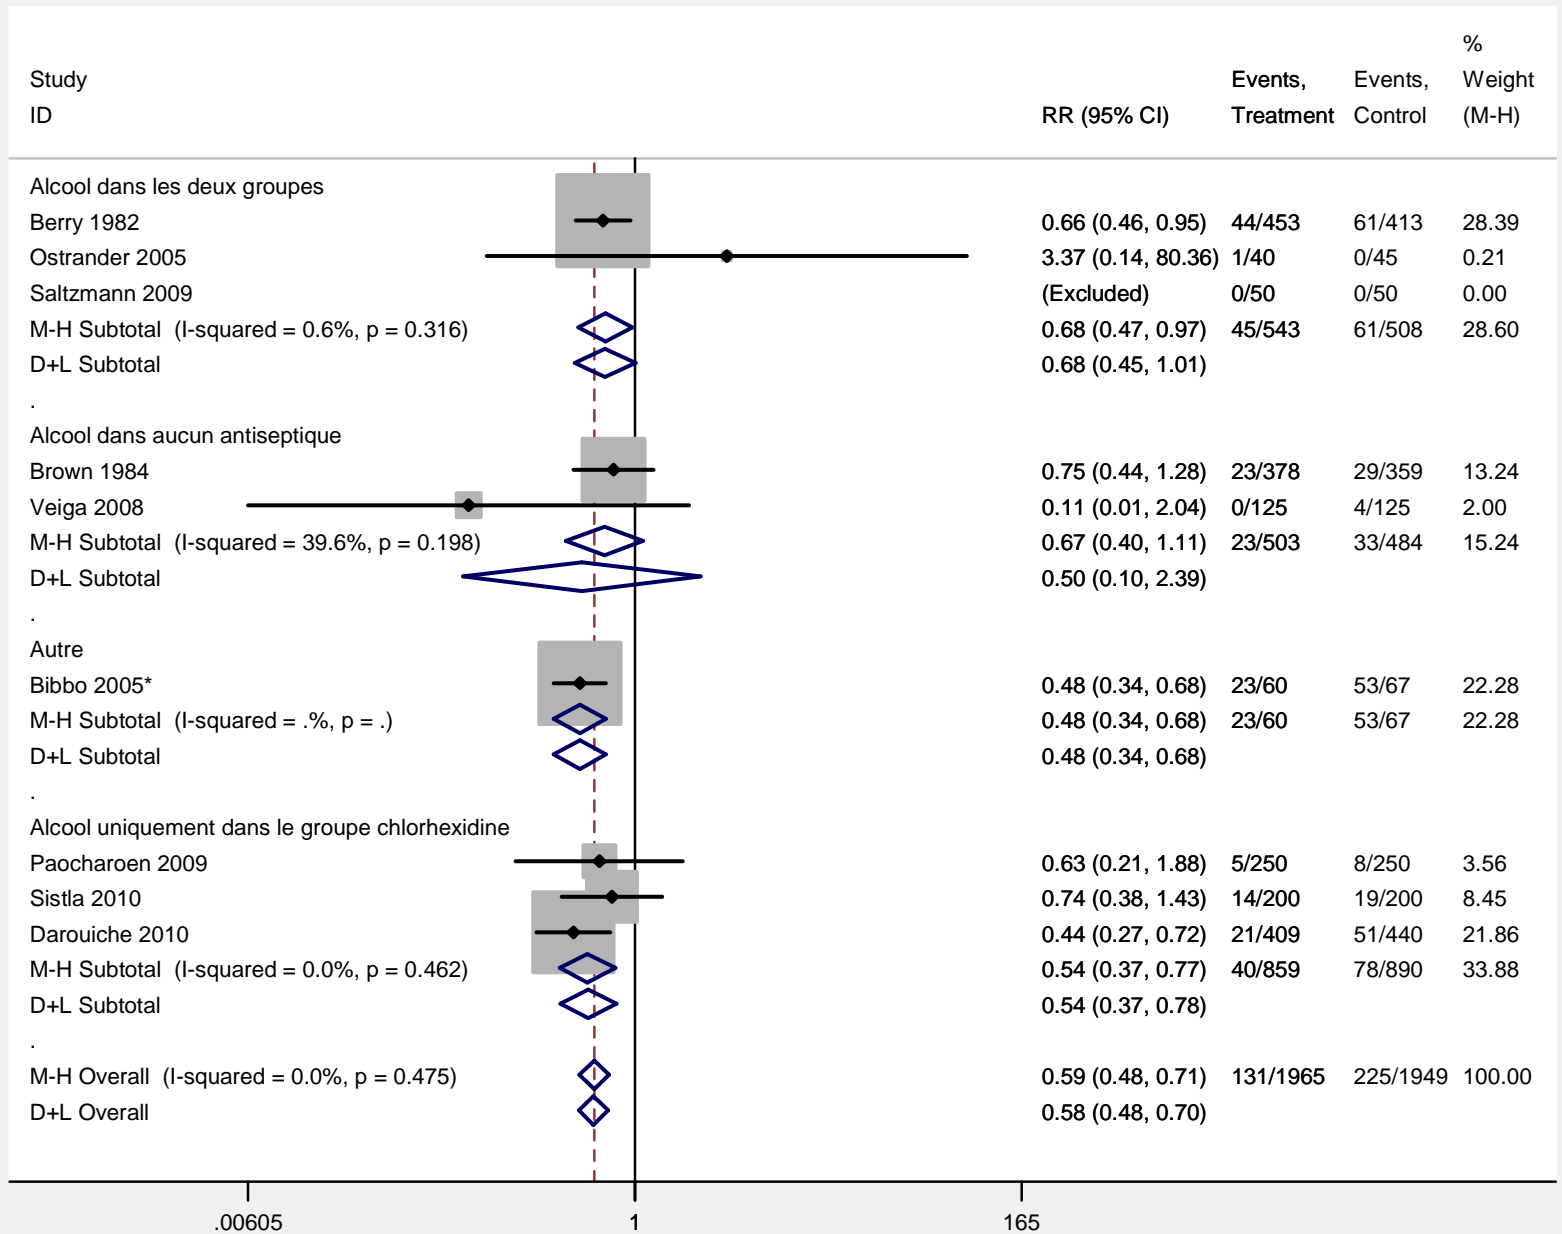 %
Study Events, Events, Weight
ID RR (95% CI) Treatment Control (M-H)
Alcool dans les deux groupes
Berry 1982 0.66 (0.46, 0.95) 44/453 61/413 28.39
Ostrander 2005 3.37 (0.14, 80.36) 1/40 0/45 0.21
Saltzmann 2009 (Excluded) 0/50 0/50 0.00
M-H Subtotal (I-squared = 0.6%, p = 0.316) 0.68 (0.47, 0.97) 45/543 61/508 28.60
D+L Subtotal 0.68 (0.45, 1.01)
.
Alcool dans aucun antiseptique
Brown 1984 0.75 (0.44, 1.28) 23/378 29/359 13.24
Veiga 2008 0.11 (0.01, 2.04) 0/125 4/125 2.00
M-H Subtotal (I-squared = 39.6%, p = 0.198) 0.67 (0.40, 1.11) 23/503 33/484 15.24
D+L Subtotal 0.50 (0.10, 2.39)
.
Autre
Bibbo 2005* 0.48 (0.34, 0.68) 23/60 53/67 22.28
M-H Subtotal (I-squared = .%, p = .) 0.48 (0.34, 0.68) 23/60 53/67 22.28
D+L Subtotal 0.48 (0.34, 0.68)
.
Alcool uniquement dans le groupe chlorhexidine
Paocharoen 2009 0.63 (0.21, 1.88) 5/250 8/250 3.56
Sistla 2010 0.74 (0.38, 1.43) 14/200 19/200 8.45
Darouiche 2010 0.44 (0.27, 0.72) 21/409 51/440 21.86
M-H Subtotal (I-squared = 0.0%, p = 0.462) 0.54 (0.37, 0.77) 40/859 78/890 33.88
D+L Subtotal 0.54 (0.37, 0.78)
.
M-H Overall (I-squared = 0.0%, p = 0.475) 0.59 (0.48, 0.71) 131/1965 225/1949 100.00
D+L Overall 0.58 (0.48, 0.70)
.00605 1 165